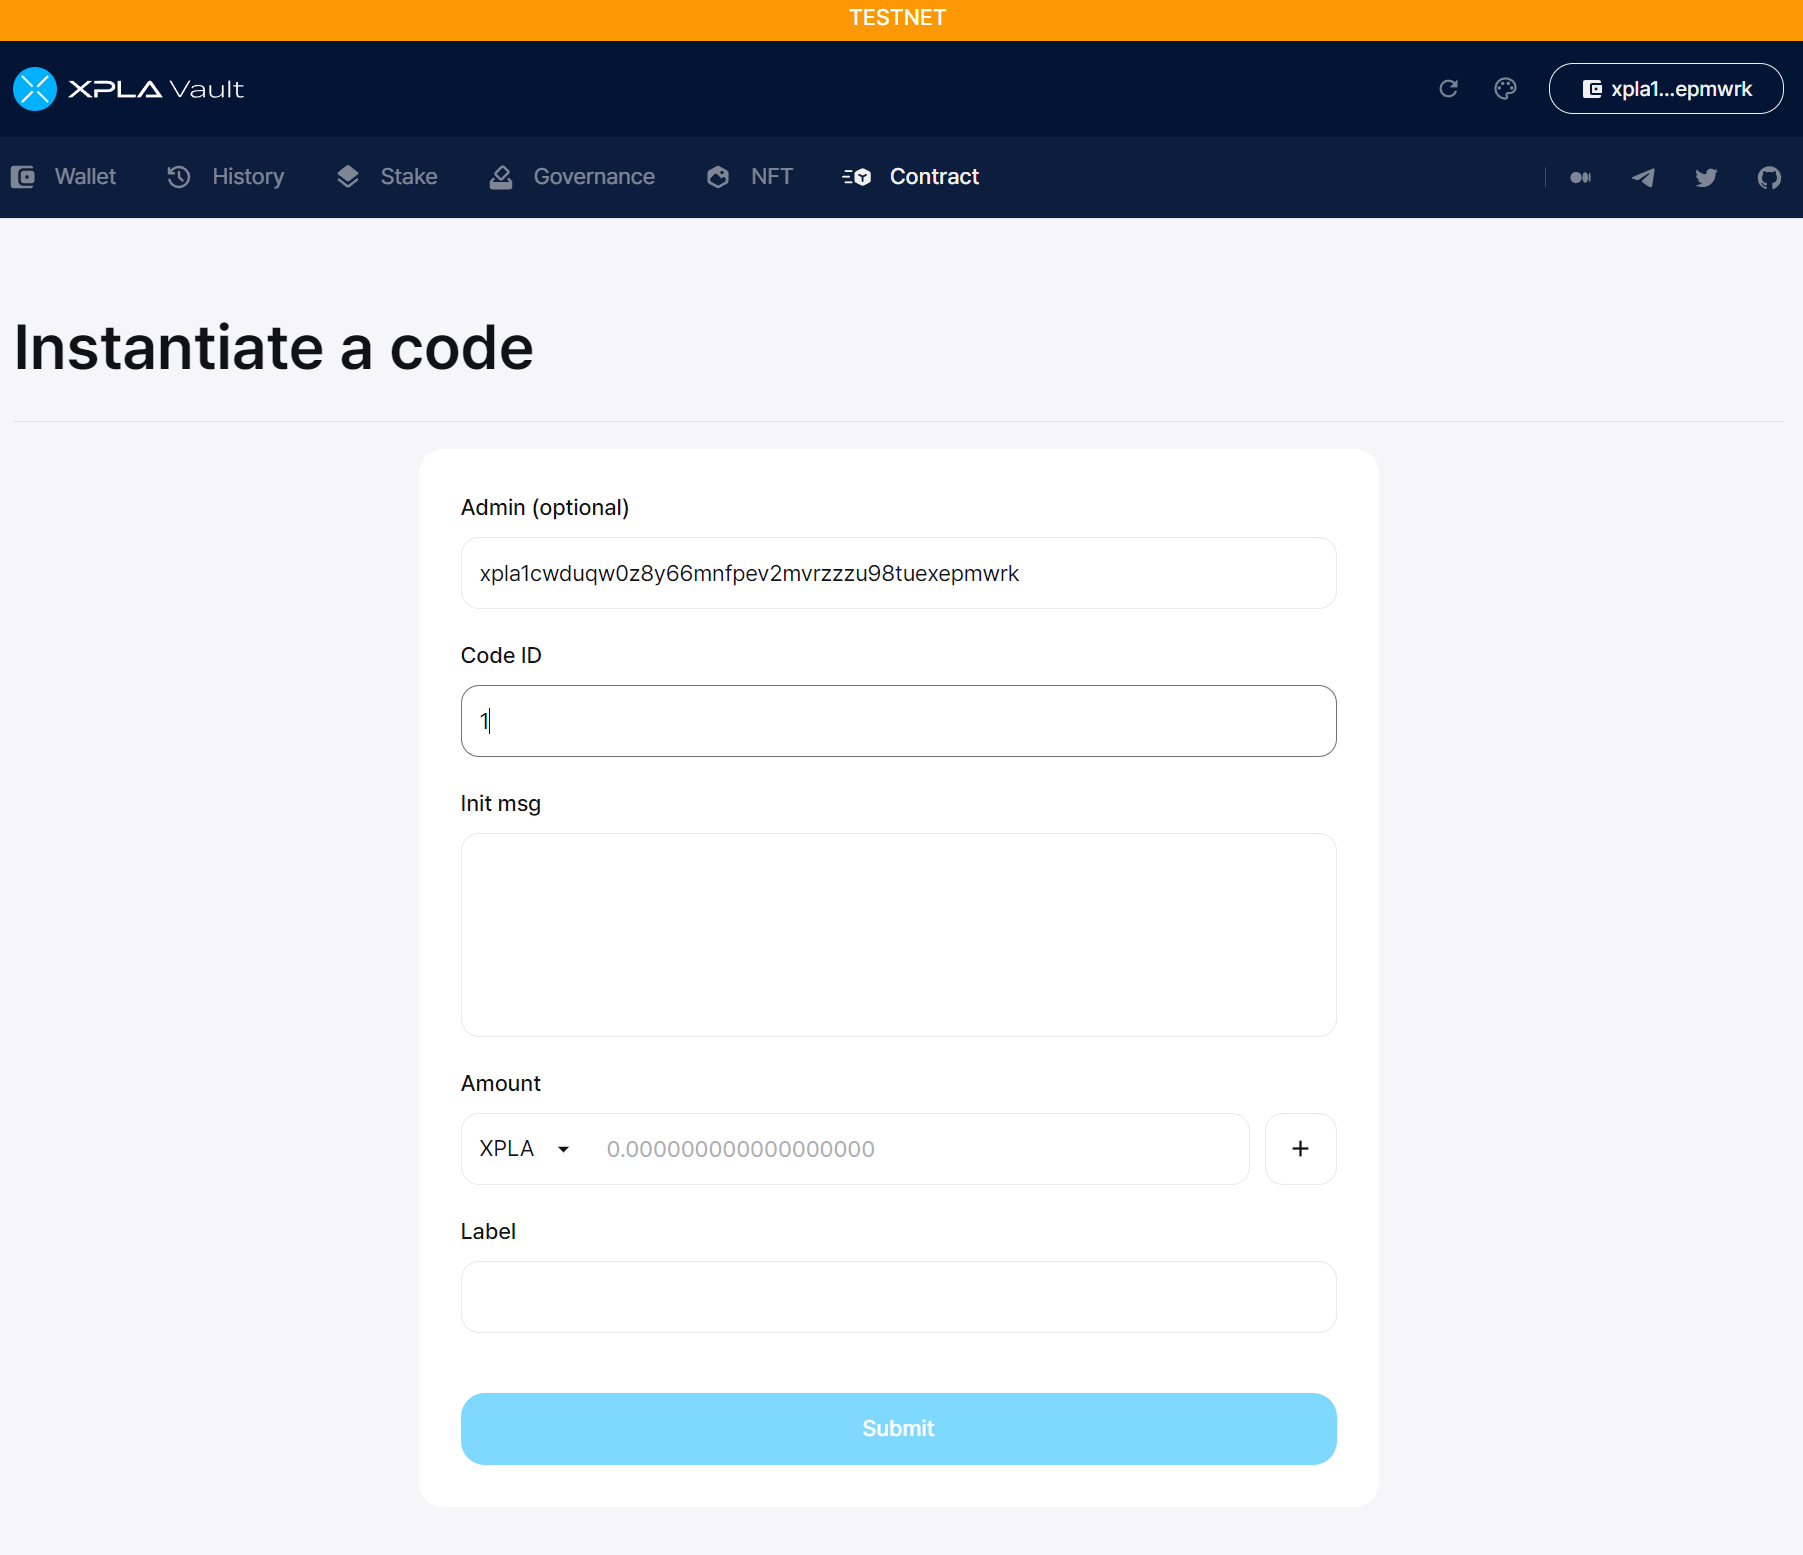 TESTNET
XPLA Vault
xpla1...epmwrk
Wallet History Stake Governance NFT Contract
Instantiate a code
Admin (optional)
xpla1cwduqw0z8y66mnfpev2mvrzzzu98tuexepmwrk
Code ID
1
Init msg
Amount
XPLA 0.000000000000000000 +
Label
Submit